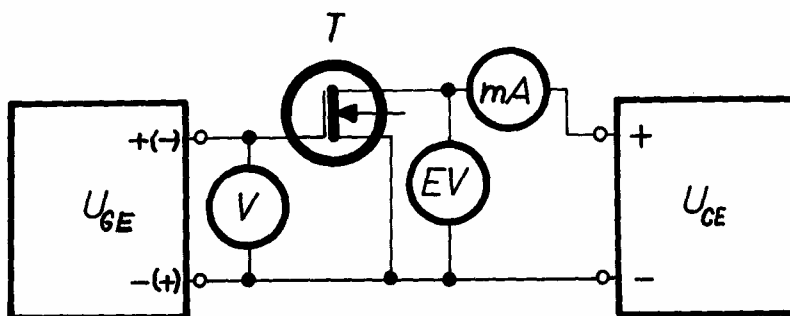 T
mA
+(-)
+
U_GE
V
EV
U_CE
-(+)
-